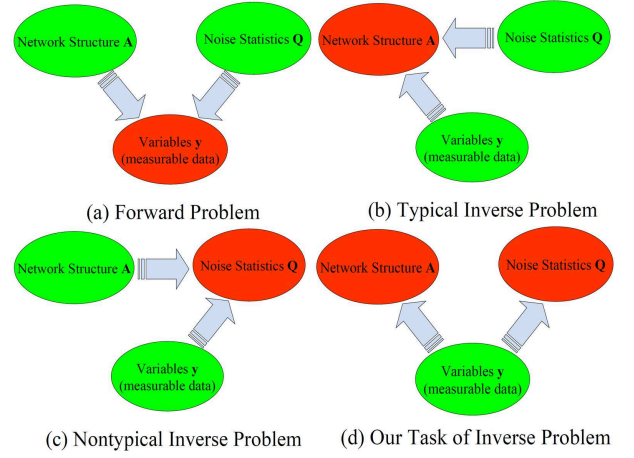 Network Structure A
Noise Statistics Q
Variables y
(measurable data)
(a) Forward Problem
Network Structure A
Noise Statistics Q
Variables y
(measurable data)
(b) Typical Inverse Problem
Network Structure A
Noise Statistics Q
Variables y
(measurable data)
(c) Nontypical Inverse Problem
Network Structure A
Noise Statistics Q
Variables y
(measurable data)
(d) Our Task of Inverse Problem